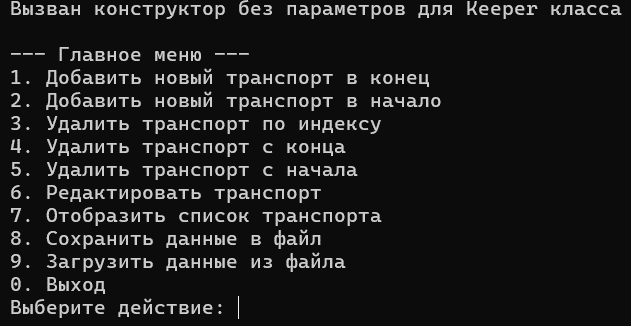 Вызван конструктор без параметров для Keeper класса
--- Главное меню ---
1. Добавить новый транспорт в конец
2. Добавить новый транспорт в начало
3. Удалить транспорт по индексу
4. Удалить транспорт с конца
5. Удалить транспорт с начала
6. Редактировать транспорт
7. Отобразить список транспорта
8. Сохранить данные в файл
9. Загрузить данные из файла
0. Выход
Выберите действие: